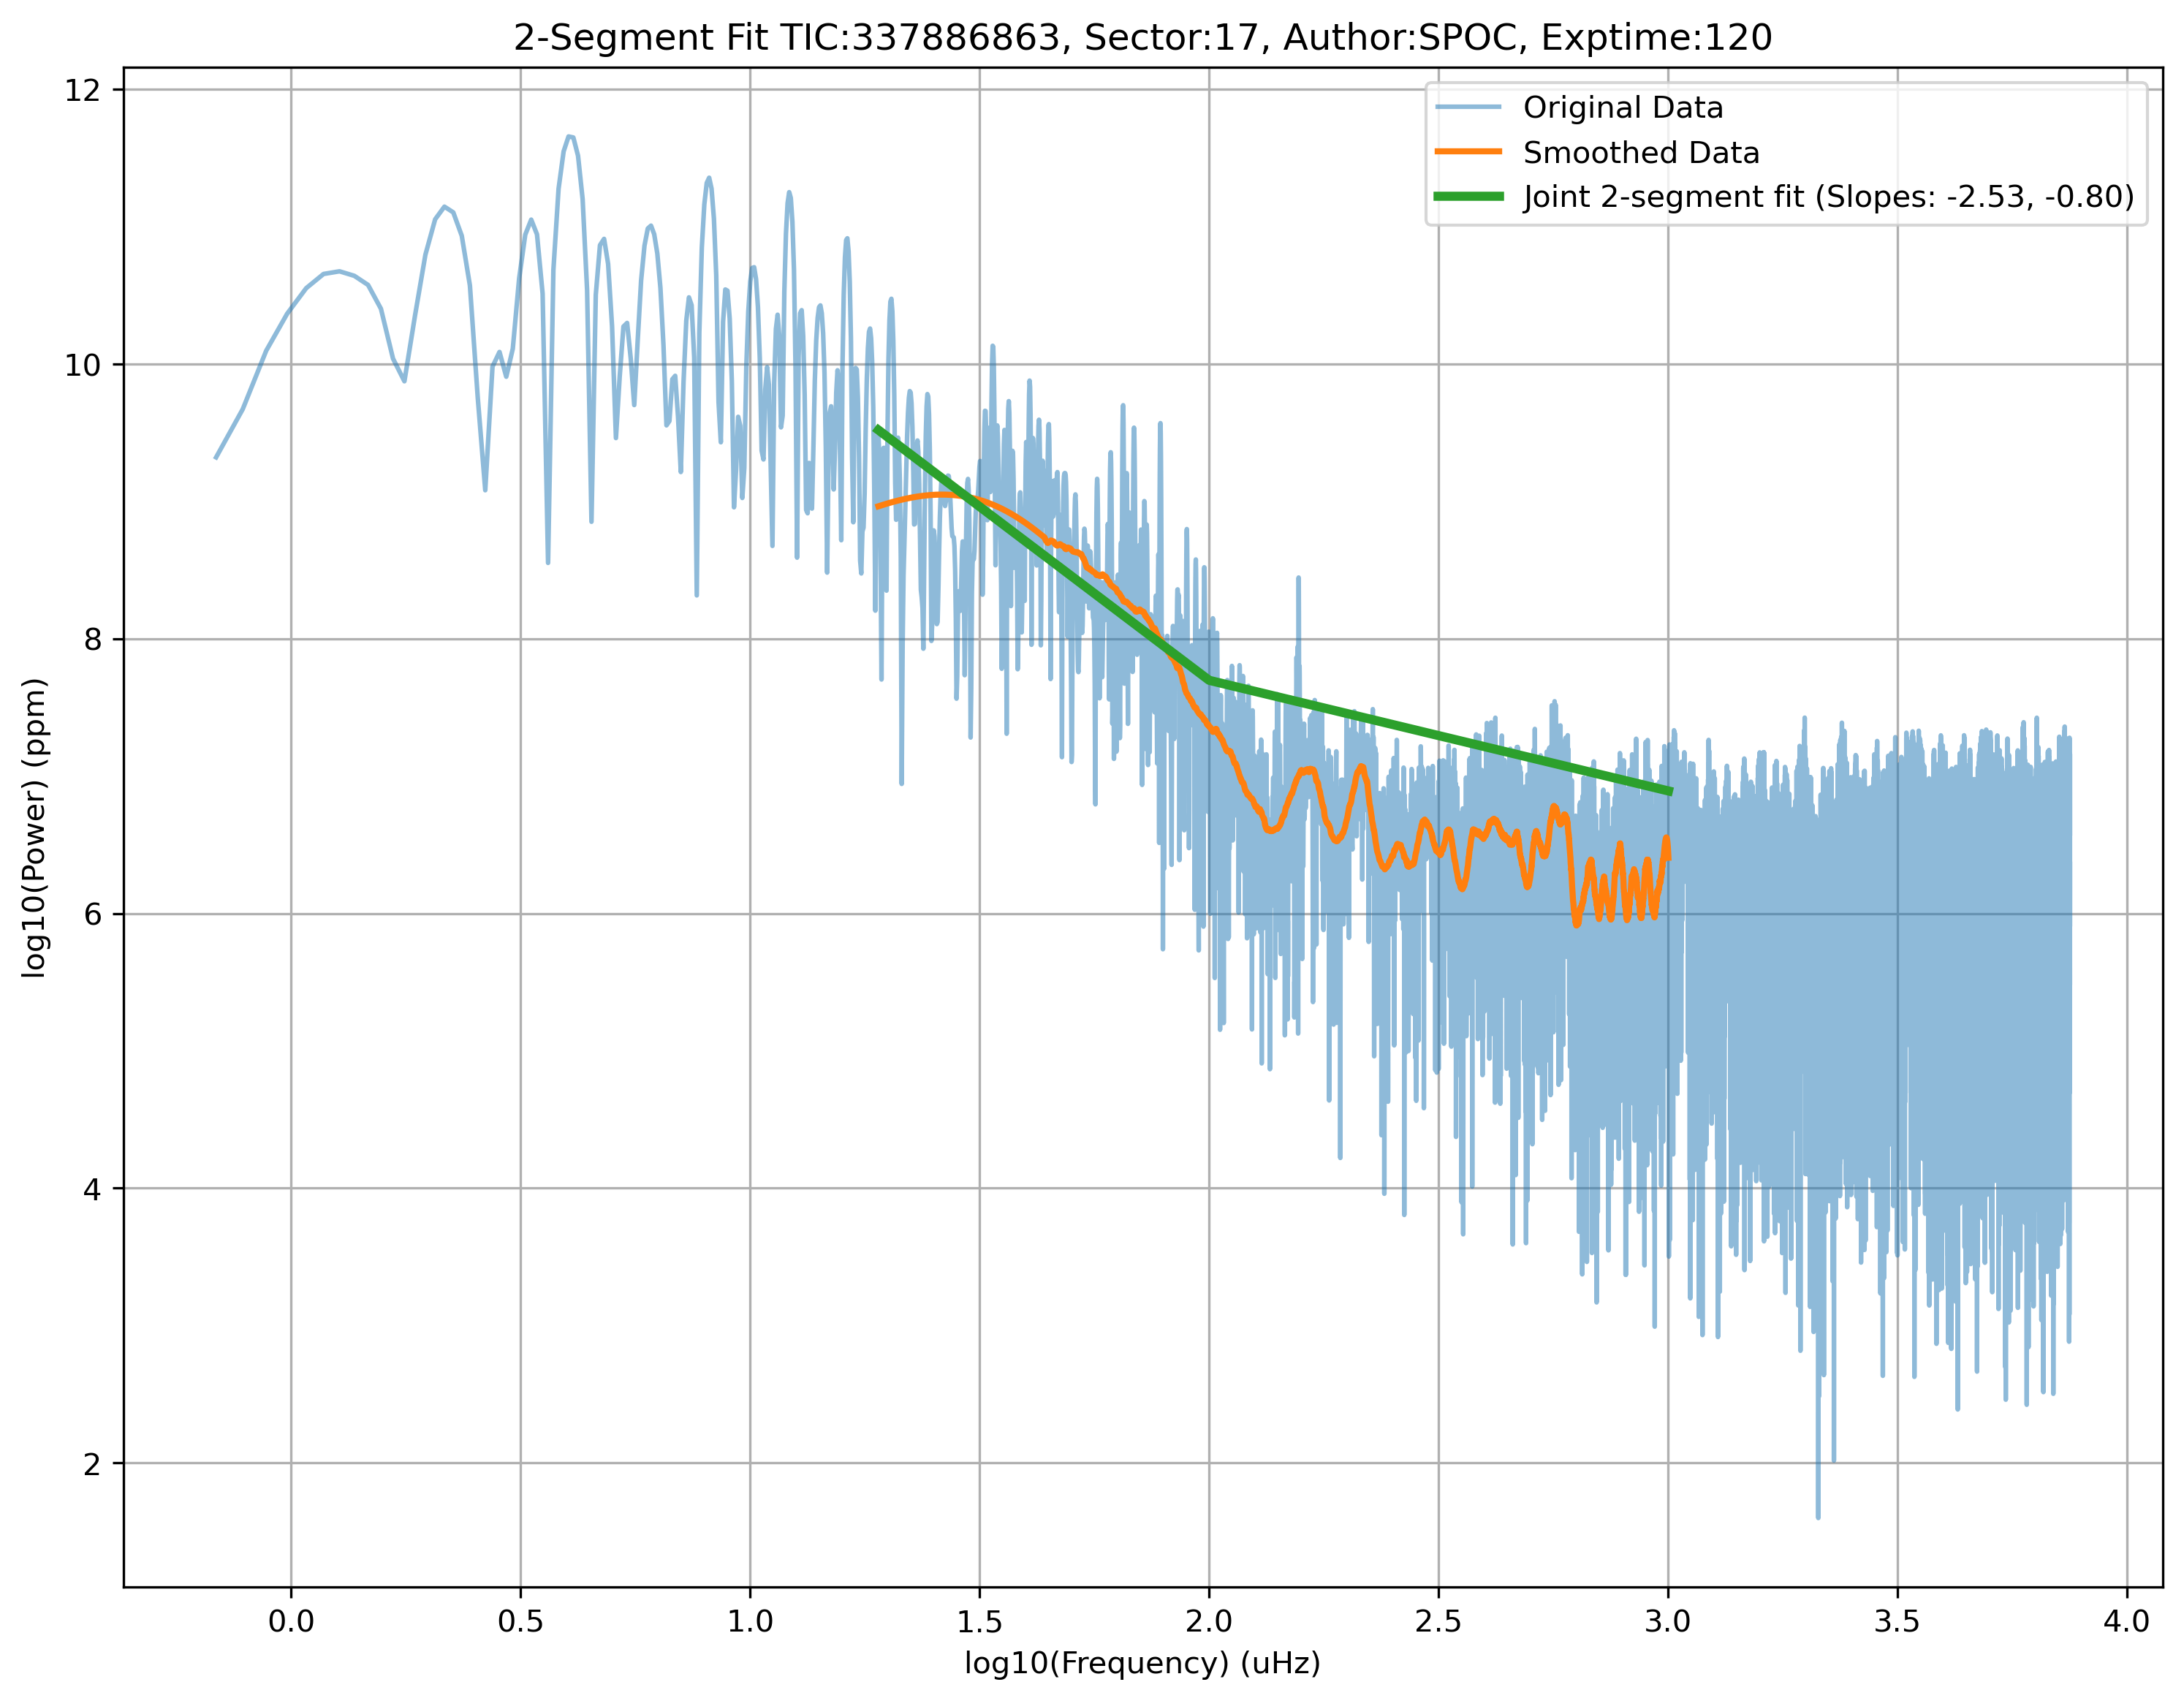 2-Segment Fit TIC:337886863, Sector:17, Author:SPOC, Exptime:120
Original Data
Smoothed Data
Joint 2-segment fit (Slopes: -2.53, -0.80)
log10(Power) (ppm)
12
10
8
6
4
2
0.0 0.5 1.0 1.5 2.0 2.5 3.0 3.5 4.0
log10(Frequency) (uHz)